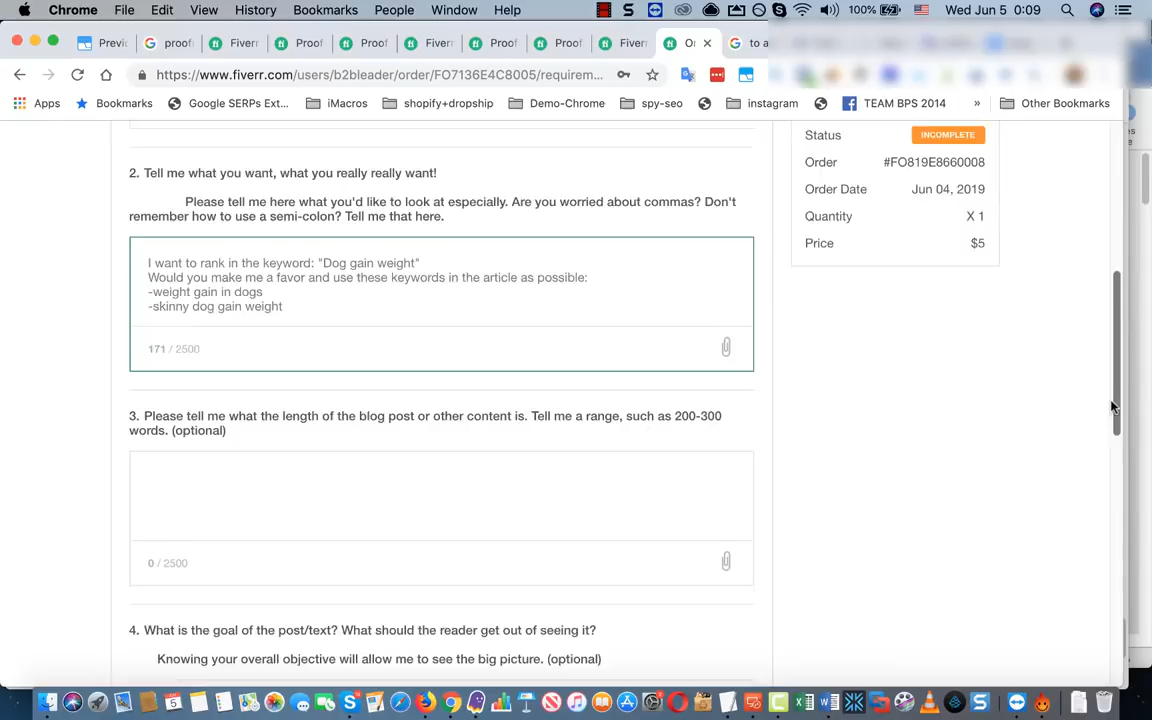 Chrome File Edit View History Bookmarks People Window Help 100% Wed Jun 5 0:09
Previ proof Fiverr Proof Proof Fiverr Proof Proof Fiverr Or to a
https://www.fiverr.com/users/b2bleader/order/FO7136E4C8005/requirem...
Apps Bookmarks Google SERPs Ext... iMacros shopify+dropship Demo-Chrome spy-seo instagram TEAM BPS 2014 » Other Bookmarks
Status INCOMPLETE
Order #FO819E8660008
Order Date Jun 04, 2019
Quantity X 1
Price $5
2. Tell me what you want, what you really really want!
Please tell me here what you'd like to look at especially. Are you worried about commas? Don't
remember how to use a semi-colon? Tell me that here.
I want to rank in the keyword: "Dog gain weight"
Would you make me a favor and use these keywords in the article as possible:
-weight gain in dogs
-skinny dog gain weight
171 / 2500
3. Please tell me what the length of the blog post or other content is. Tell me a range, such as 200-300
words. (optional)
0 / 2500
4. What is the goal of the post/text? What should the reader get out of seeing it?
Knowing your overall objective will allow me to see the big picture. (optional)